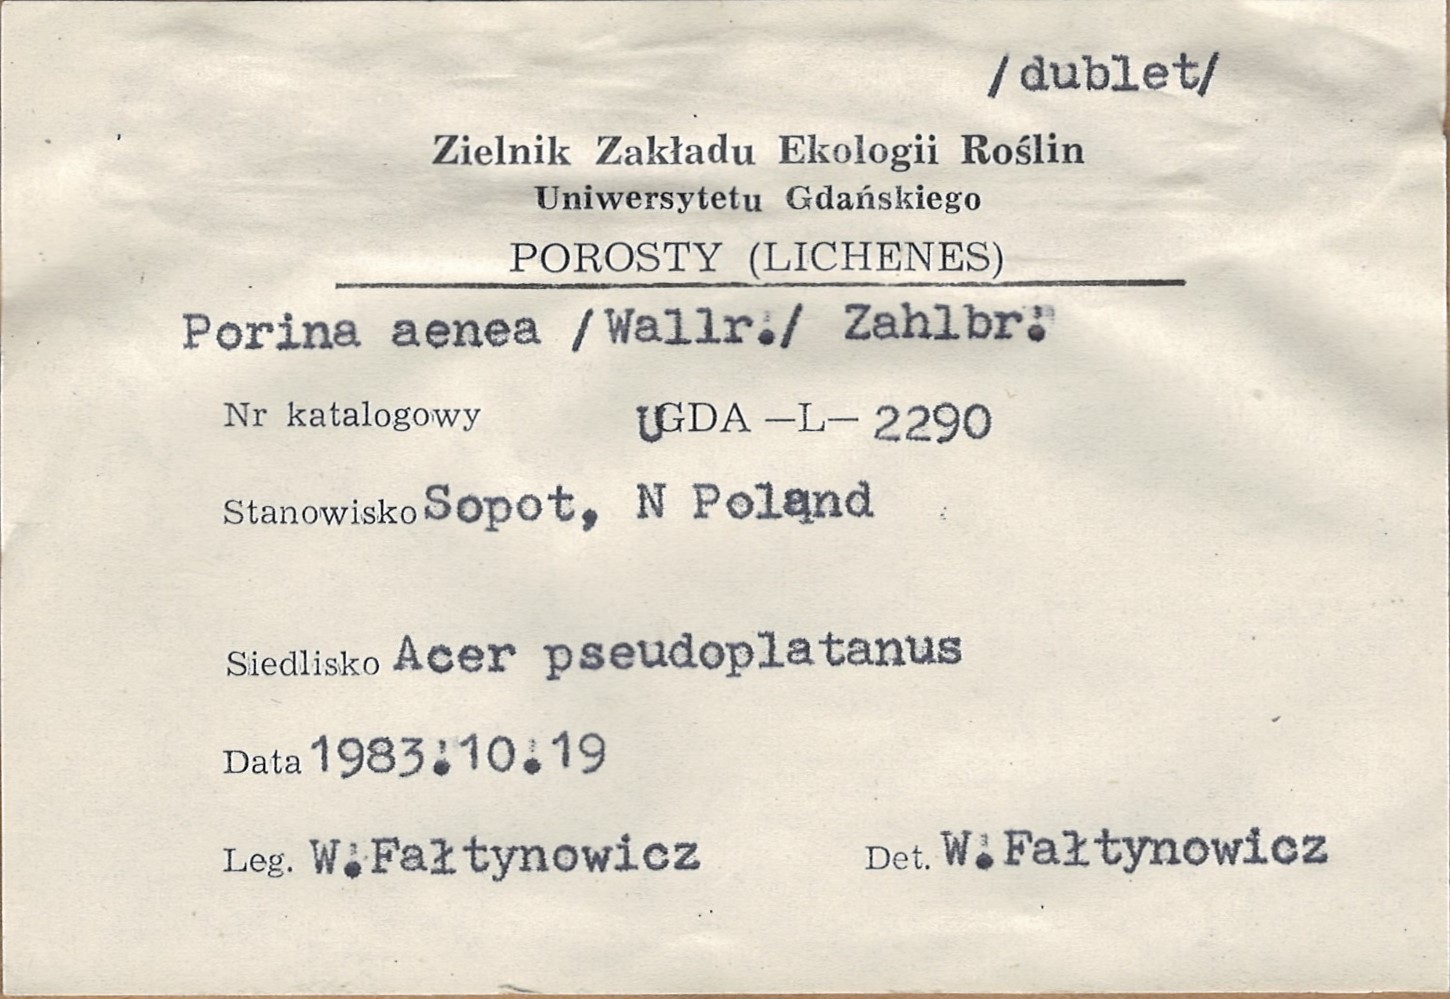 /dublet/
Zielnik Zakładu Ekologii Roślin
Uniwersytetu Gdańskiego
POROSTY (LICHENES)
Porina aenea /Wallr./ Zahlbr.
Nr katalogowy UGDA —L— 2290
Stanowisko Sopot, N Poland
Siedlisko Acer pseudoplatanus
Data 1983.10.19
Leg. W.Fałtynowicz Det. W.Fałtynowicz